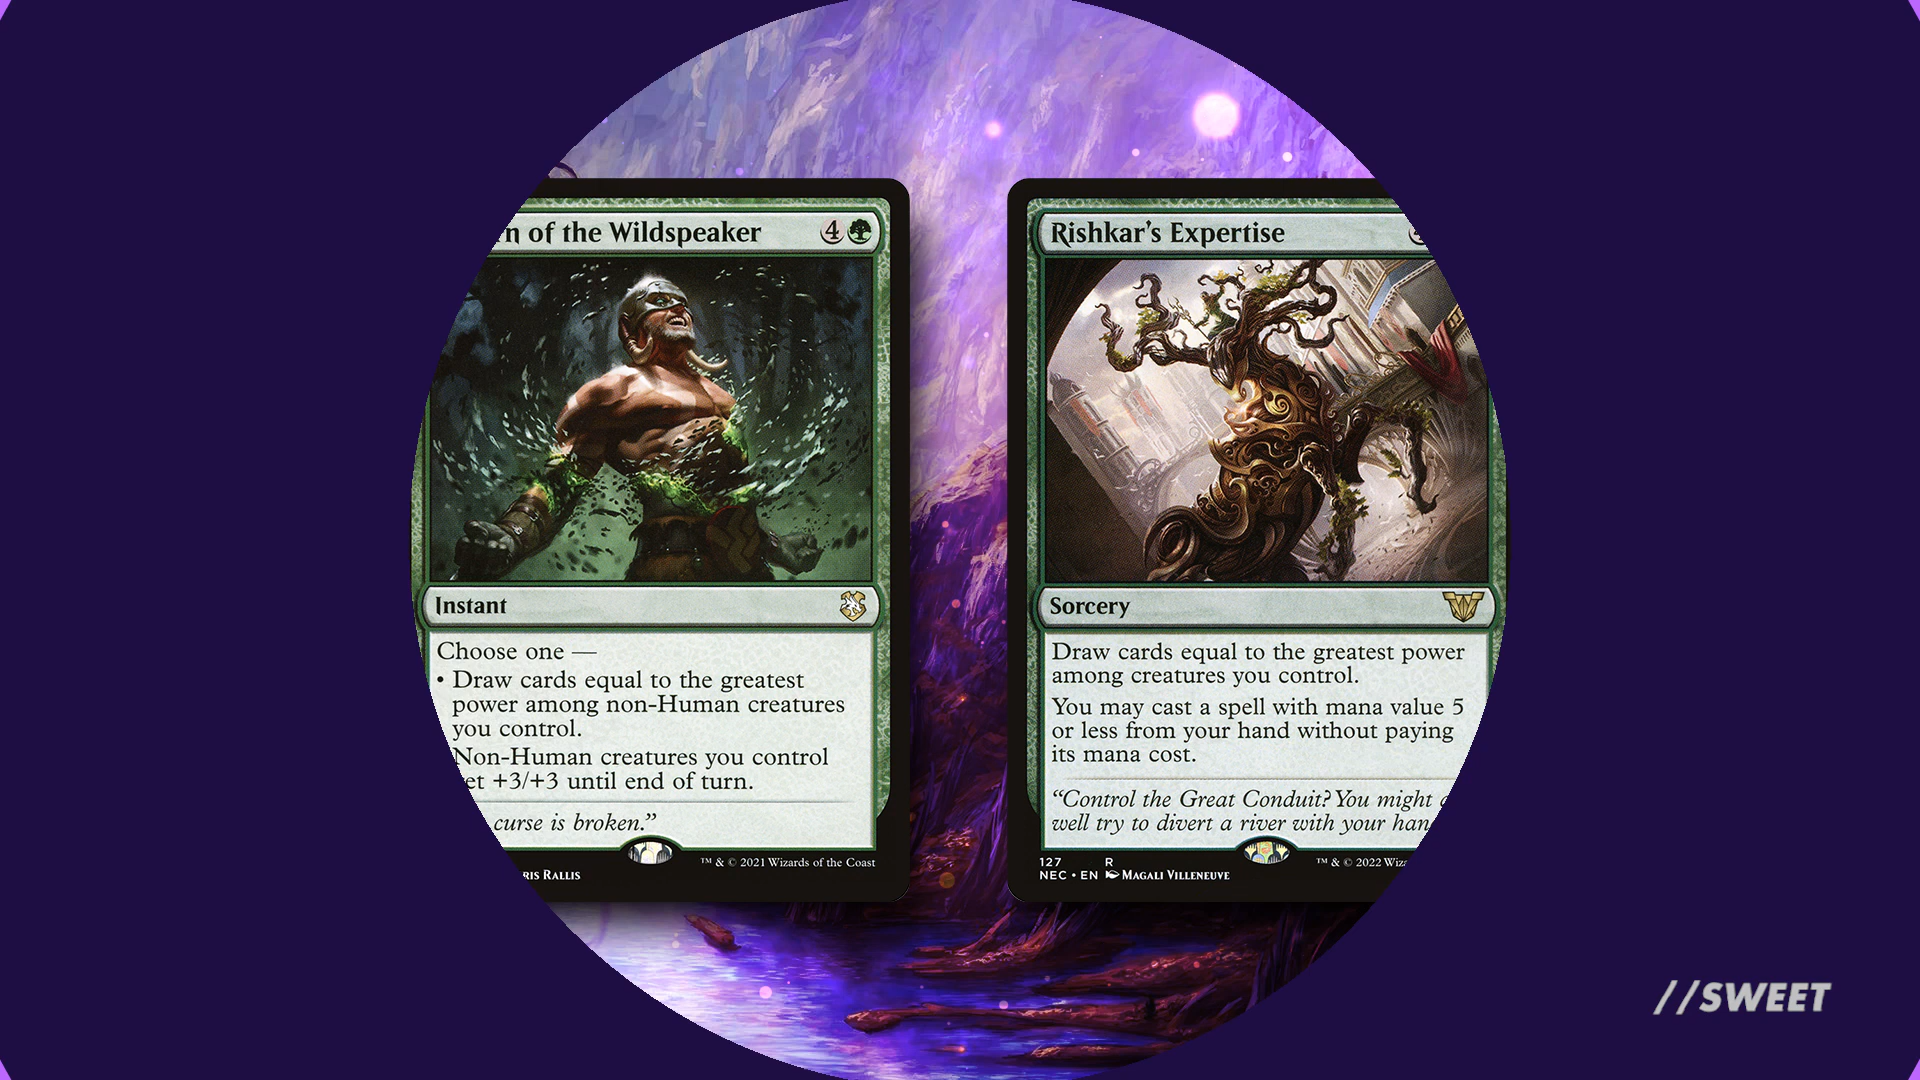 of the Wildspeaker 4
Instant
Choose one —
• Draw cards equal to the greatest
power among non-Human creatures
you control.
Non-Human creatures you control
+3/+3 until end of turn.
curse is broken.”
™ & © 2021 Wizards of the Coast
RIS RALLIS
Rishkar's Expertise
Sorcery
Draw cards equal to the greatest power
among creatures you control.
You may cast a spell with mana value 5
or less from your hand without paying
its mana cost.
“Control the Great Conduit? You might
well try to divert a river with your
127 R
NEC • EN MAGALI VILLENEUVE
™ & © 2022
//SWEET